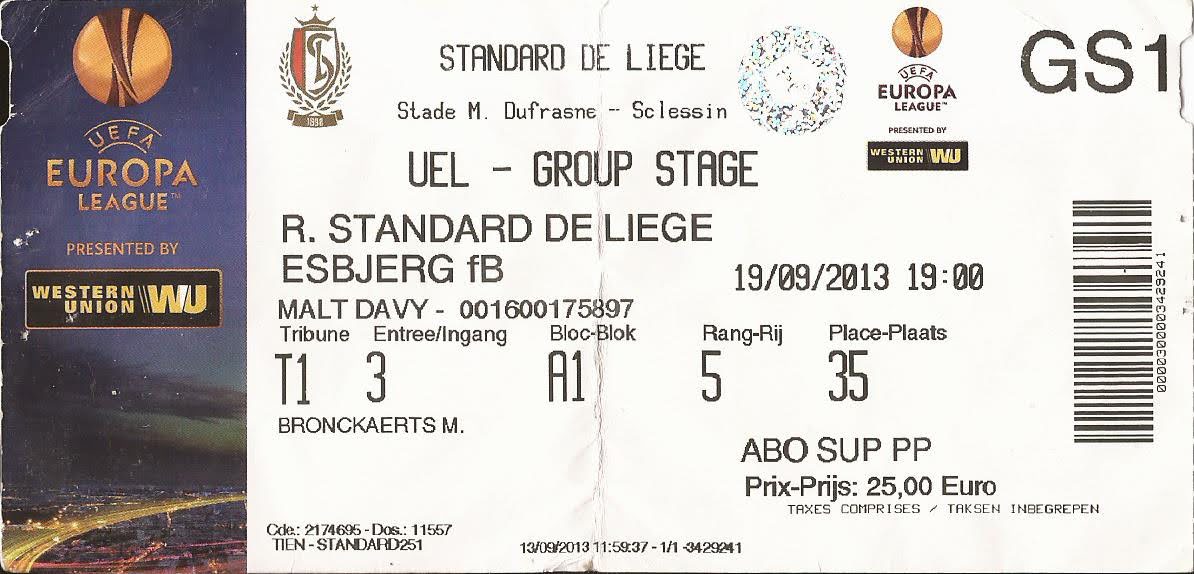 UEFA
EUROPA
LEAGUE™
PRESENTED BY
WESTERN
UNION WU
1898
STANDARD DE LIEGE
Stade M. Dufrasne - Sclessin
UEL - GROUP STAGE
UEFA
EUROPA
LEAGUE™
PRESENTED BY
WESTERN
UNION WU
GS1
R. STANDARD DE LIEGE
ESBJERG fB
19/09/2013 19:00
MALT DAVY - 001600175897
Tribune Entree/Ingang Bloc-Blok Rang-Rij Place-Plaats
T1 3 A1 5 35
BRONCKAERTS M.
ABO SUP PP
Prix-Prijs: 25,00 Euro
TAXES COMPRISES / TAKSEN INBEGREPEN
Cde.: 2174695 - Dos.: 11557
TIEN - STANDARD251
13/09/2013 11:59:37 - 1/1 -3429241
0000300003429241